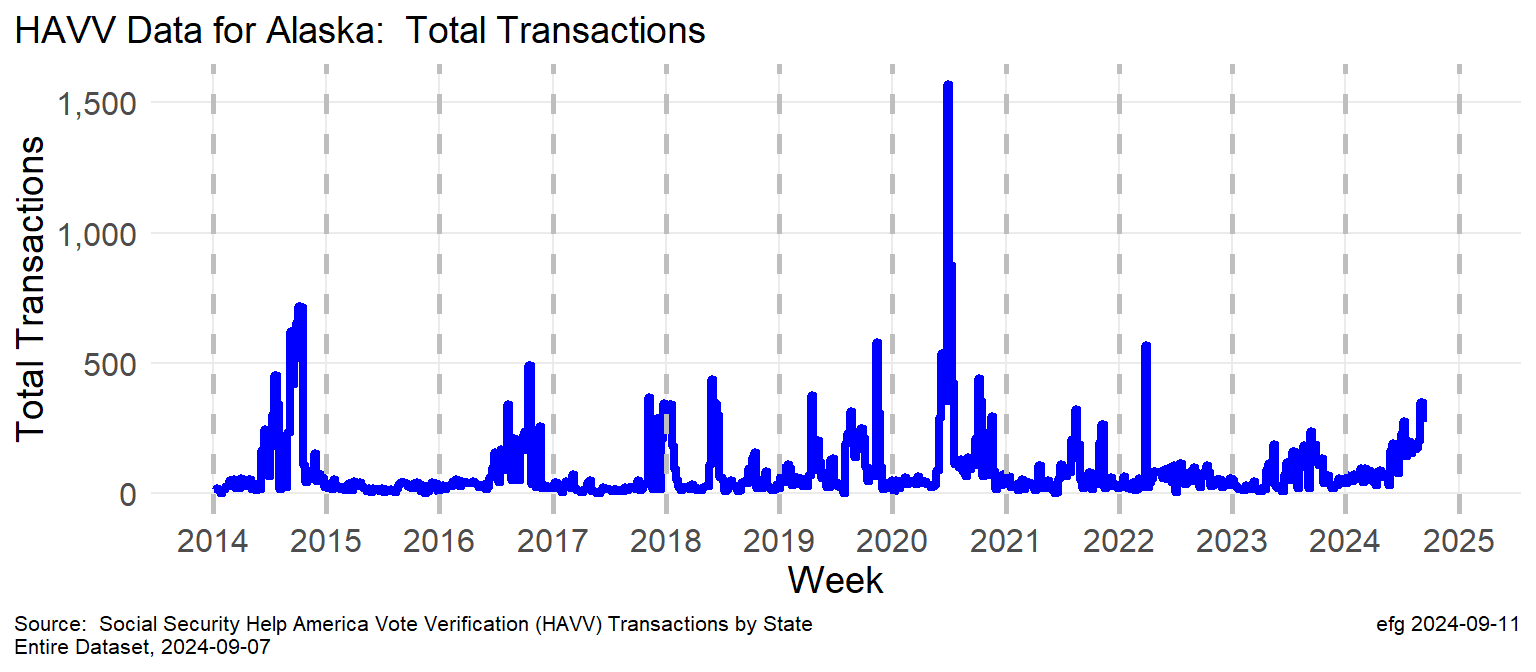 HAVV Data for Alaska:  Total Transactions
Total Transactions
1,500
1,000
500
0
2014 2015 2016 2017 2018 2019 2020 2021 2022 2023 2024 2025
Week
Source:  Social Security Help America Vote Verification (HAVV) Transactions by State
Entire Dataset, 2024-09-07
efg 2024-09-11